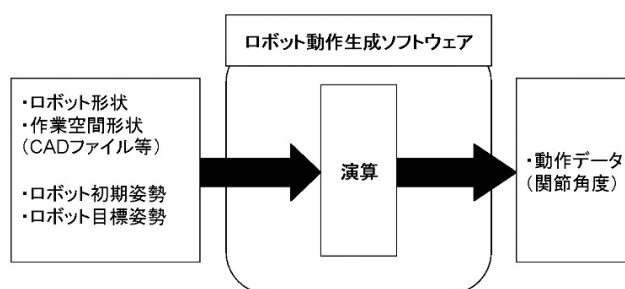 ロボット動作生成ソフトウェア
・ロボット形状
・作業空間形状
(CADファイル等)
・ロボット初期姿勢
・ロボット目標姿勢
演算
・動作データ
(関節角度)